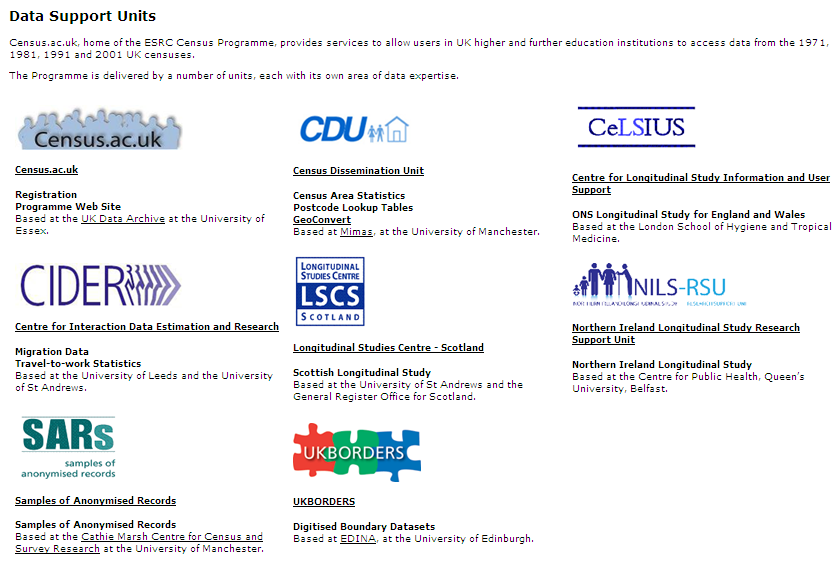 Data Support Units
Census.ac.uk, home of the ESRC Census Programme, provides services to allow users in UK higher and further education institutions to access data from the 1971,
1981, 1991 and 2001 UK censuses.
The Programme is delivered by a number of units, each with its own area of data expertise.
Census.ac.uk
Census.ac.uk
Registration
Programme Web Site
Based at the UK Data Archive at the University of
Essex.
CDU
Census Dissemination Unit
Census Area Statistics
Postcode Lookup Tables
GeoConvert
Based at Mimas, at the University of Manchester.
CeLSIUS
Centre for Longitudinal Study Information and User
Support
ONS Longitudinal Study for England and Wales
Based at the London School of Hygiene and Tropical
Medicine.
CIDER
Centre for Interaction Data Estimation and Research
Migration Data
Travel-to-work Statistics
Based at the University of Leeds and the University
of St Andrews.
LONGITUDINAL
STUDIES CENTRE
LSCS
SCOTLAND
Longitudinal Studies Centre - Scotland
Scottish Longitudinal Study
Based at the University of St Andrews and the
General Register Office for Scotland.
NILS-RSU
NORTHERN IRELAND LONGITUDINAL STUDY RESEARCH SUPPORT UNIT
Northern Ireland Longitudinal Study Research
Support Unit
Northern Ireland Longitudinal Study
Based at the Centre for Public Health, Queen's
University, Belfast.
SARs
samples of
anonymised records
Samples of Anonymised Records
Samples of Anonymised Records
Based at the Cathie Marsh Centre for Census and
Survey Research at the University of Manchester.
UKBORDERS
UKBORDERS
Digitised Boundary Datasets
Based at EDINA, at the University of Edinburgh.